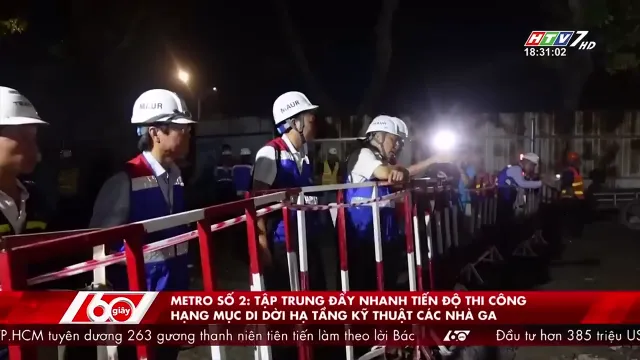 HTV7 HD
18:31:02
MAUR
MAUR
60 giây
METRO SỐ 2: TẬP TRUNG ĐẨY NHANH TIẾN ĐỘ THI CÔNG
HẠNG MỤC DI DỜI HẠ TẦNG KỸ THUẬT CÁC NHÀ GA
TP.HCM tuyên dương 263 gương thanh niên tiên tiến làm theo lời Bác
Đầu tư hơn 385 triệu US